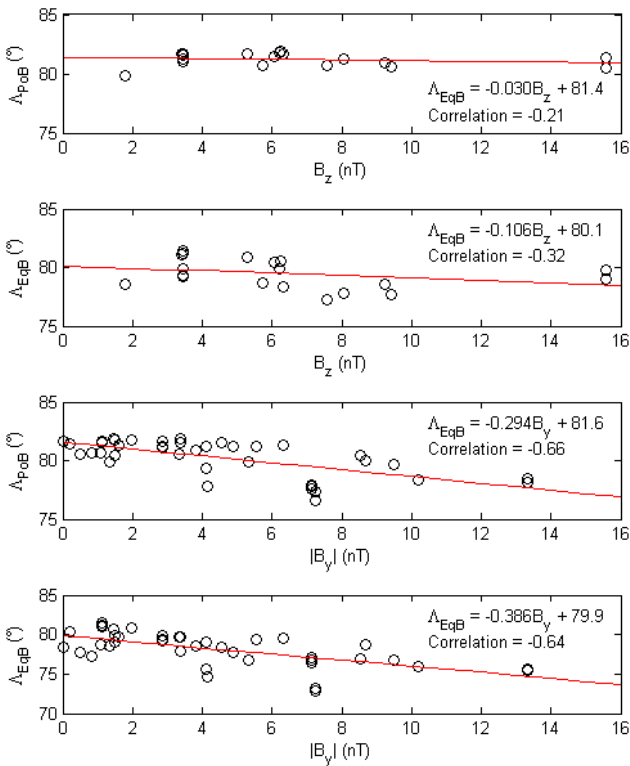 85
80
75
Λ_PoB (°)
Λ_EqB = -0.030B_z + 81.4
Correlation = -0.21
0 2 4 6 8 10 12 14 16
B_z (nT)
85
80
75
Λ_EqB (°)
Λ_EqB = -0.106B_z + 80.1
Correlation = -0.32
0 2 4 6 8 10 12 14 16
B_z (nT)
85
80
75
Λ_PoB (°)
Λ_EqB = -0.294B_y + 81.6
Correlation = -0.66
0 2 4 6 8 10 12 14 16
|B_y| (nT)
85
80
75
70
Λ_EqB (°)
Λ_EqB = -0.386B_y + 79.9
Correlation = -0.64
0 2 4 6 8 10 12 14 16
|B_y| (nT)